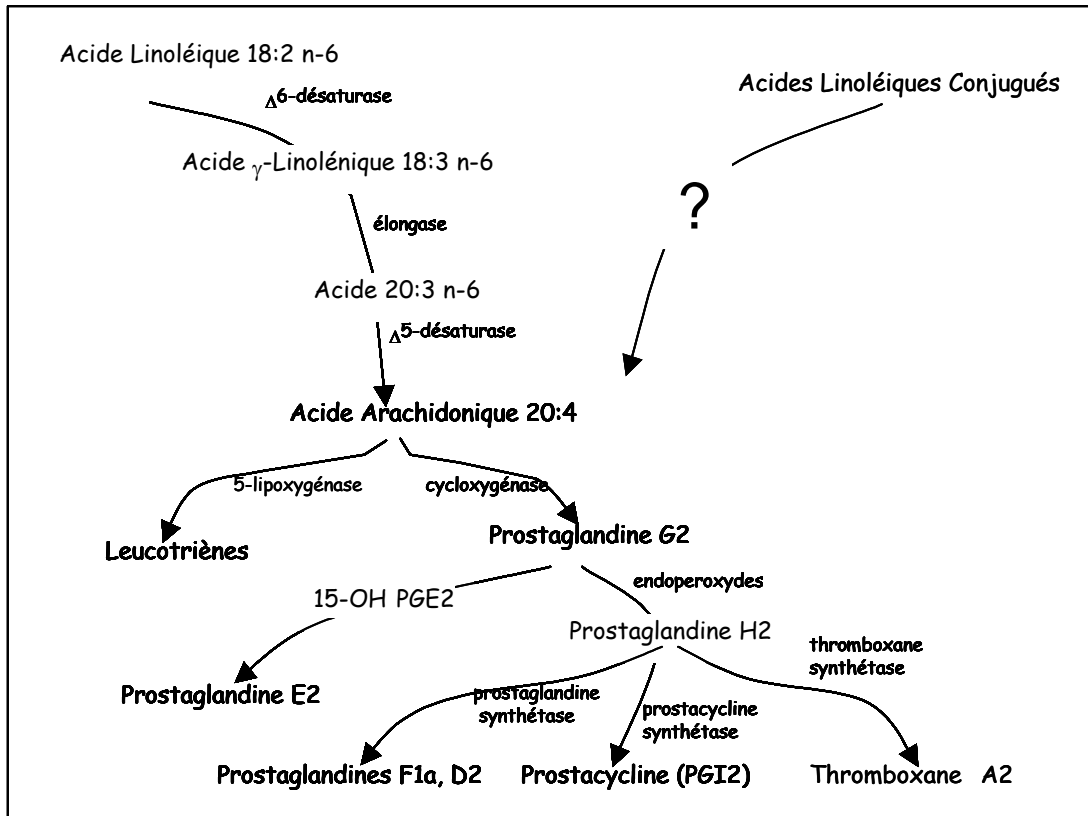 Acide Linoléique 18:2 n-6
Δ6-désaturase
Acides Linoléiques Conjugués
Acide γ-Linolénique 18:3 n-6
?
élongase
Acide 20:3 n-6
Δ5-désaturase
Acide Arachidonique 20:4
5-lipoxygénase
cycloxygénase
Leucotriènes
Prostaglandine G2
endoperoxydes
15-OH PGE2
Prostaglandine H2
thromboxane
synthétase
Prostaglandine E2
prostaglandine
synthétase
prostacycline
synthétase
Prostaglandines F1a, D2
Prostacycline (PGI2)
Thromboxane A2